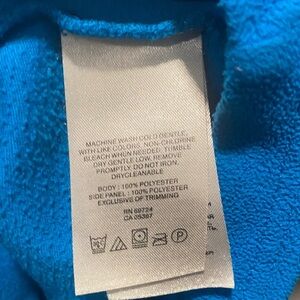 MACHINE WASH COLD GENTLE,
WITH LIKE COLORS, NON-CHLORINE
BLEACH WHEN NEEDED, TUMBLE
DRY GENTLE LOW, REMOVE
PROMPTLY DO NOT IRON,
DRYCLEANABLE
BODY : 100% POLYESTER
SIDE PANEL : 100% POLYESTER
EXCLUSIVE OF TRIMMING
RN 69724
CA 05367
P